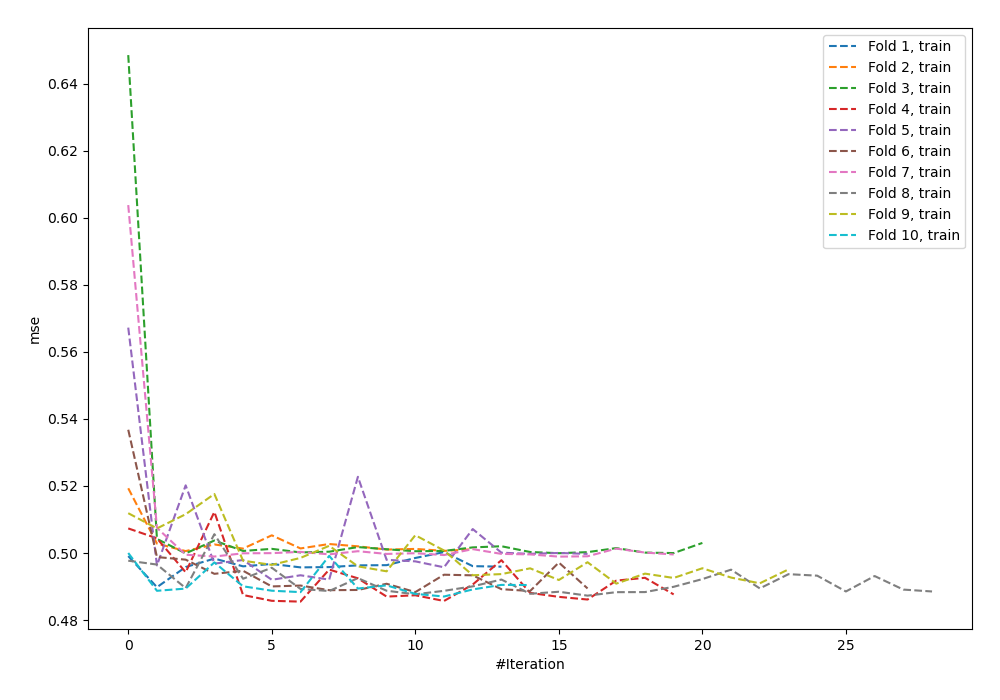 0.64
0.62
0.60
0.58
0.56
0.54
0.52
0.50
0.48
mse
0
5
10
15
20
25
#Iteration
Fold 1, train
Fold 2, train
Fold 3, train
Fold 4, train
Fold 5, train
Fold 6, train
Fold 7, train
Fold 8, train
Fold 9, train
Fold 10, train